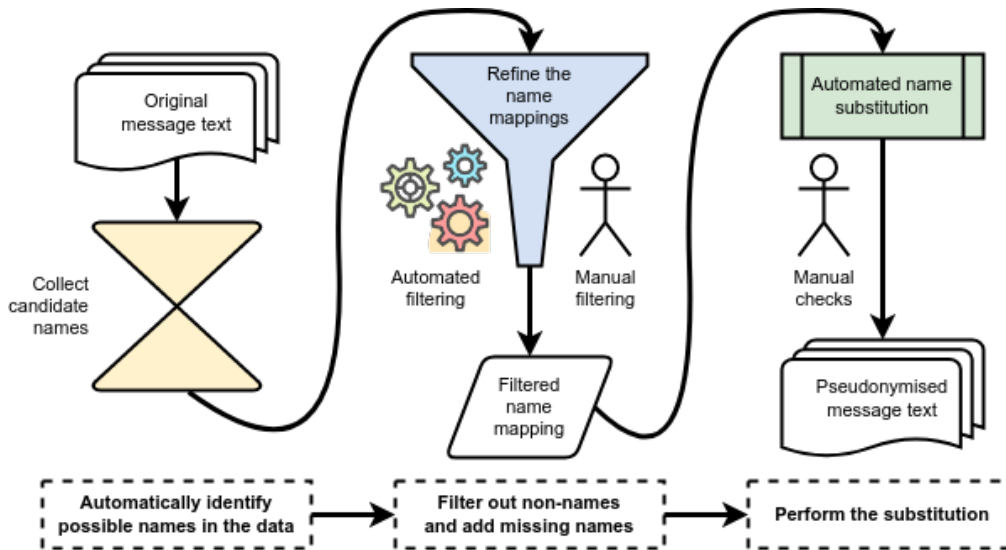 Original
message text
Collect
candidate
names
Refine the
name
mappings
Automated
filtering
Manual
filtering
Filtered
name
mapping
Automated name
substitution
Manual
checks
Pseudonymised
message text
Automatically identify
possible names in the data
Filter out non-names
and add missing names
Perform the substitution